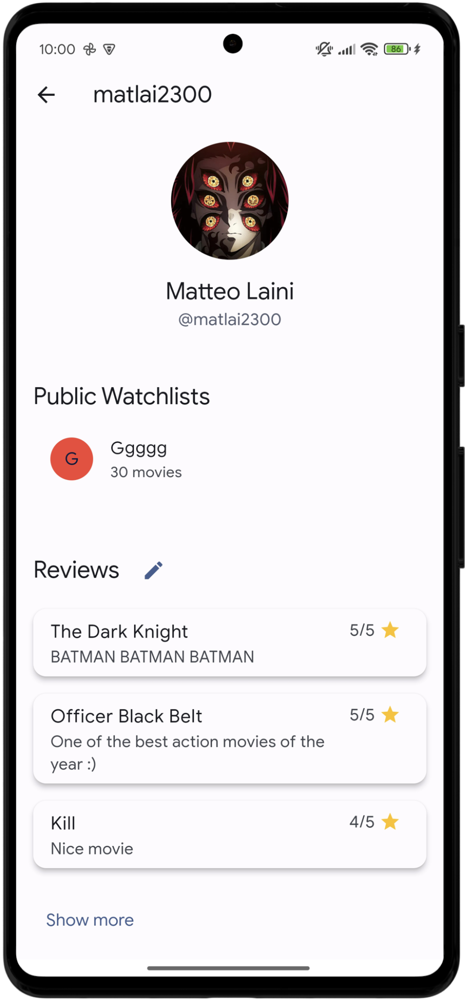 10:00
86
matlai2300
Matteo Laini
@matlai2300
Public Watchlists
G
Ggggg
30 movies
Reviews
The Dark Knight
5/5
BATMAN BATMAN BATMAN
Officer Black Belt
5/5
One of the best action movies of the
year :)
Kill
4/5
Nice movie
Show more